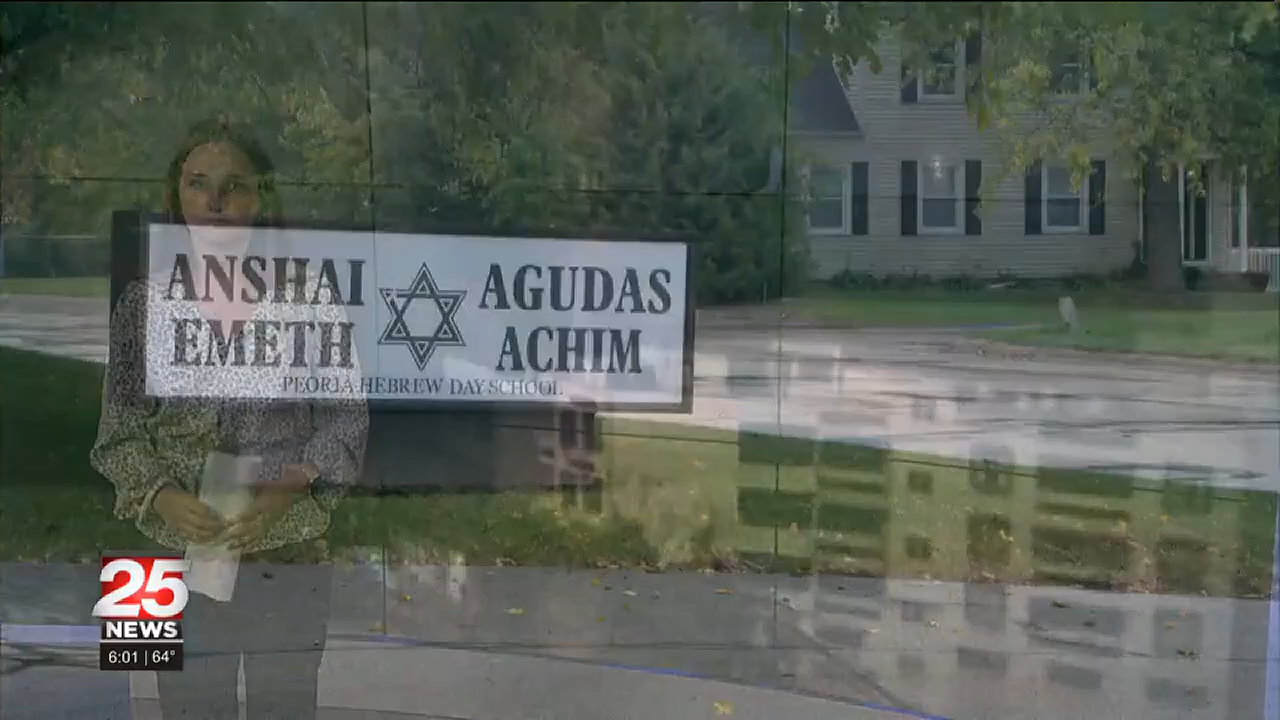 ANSHAI
EMETH
AGUDAS
ACHIM
PEORIA HEBREW DAY SCHOOL
25
NEWS
6:01 | 64°